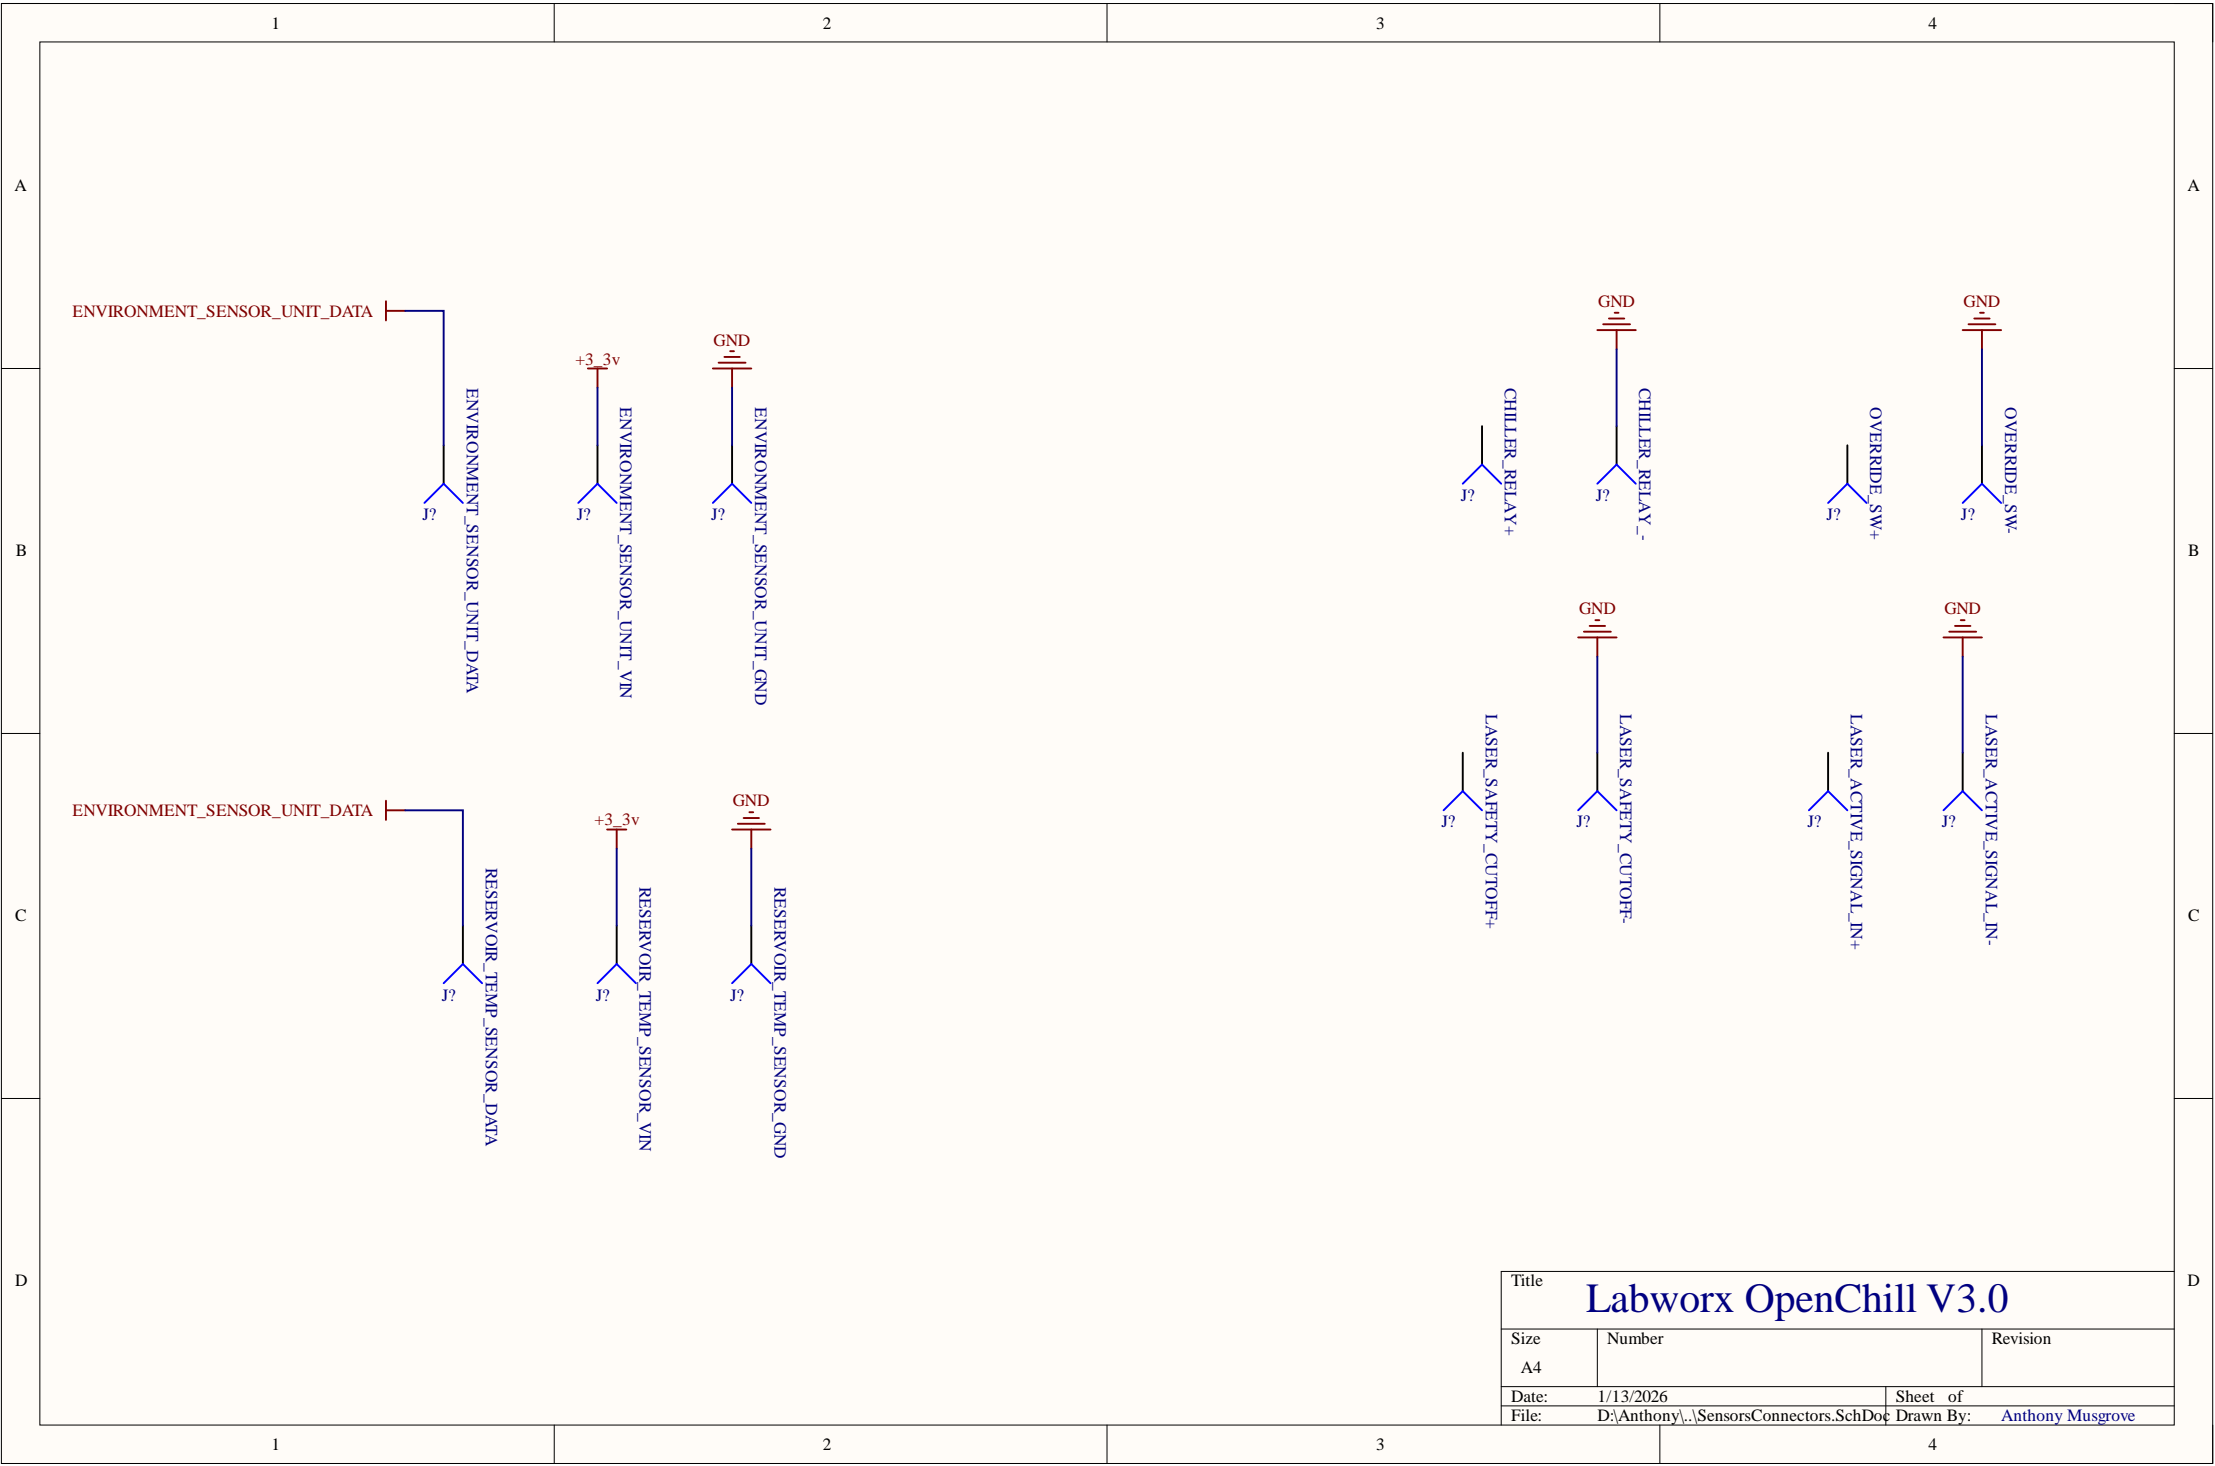 1
2
3
4
A
A
ENVIRONMENT_SENSOR_UNIT_DATA
+3_3v
GND
GND
GND
ENVIRONMENT_SENSOR_UNIT_DATA
ENVIRONMENT_SENSOR_UNIT_VIN
ENVIRONMENT_SENSOR_UNIT_GND
CHILLER_RELAY+
CHILLER_RELAY_-
OVERRIDE_SW+
OVERRIDE_SW-
J?
J?
J?
J?
J?
J?
J?
B
B
GND
GND
LASER_SAFETY_CUTOFF+
LASER_SAFETY_CUTOFF-
LASER_ACTIVE_SIGNAL_IN+
LASER_ACTIVE_SIGNAL_IN-
J?
J?
J?
J?
ENVIRONMENT_SENSOR_UNIT_DATA
+3_3v
GND
RESERVOIR_TEMP_SENSOR_DATA
RESERVOIR_TEMP_SENSOR_VIN
RESERVOIR_TEMP_SENSOR_GND
J?
J?
J?
C
C
D
D
Title
Labworx OpenChill V3.0
Size
Number
Revision
A4
Date: 1/13/2026 Sheet of
File: D:\Anthony\..\SensorsConnectors.SchDoc Drawn By: Anthony Musgrove
1
2
3
4